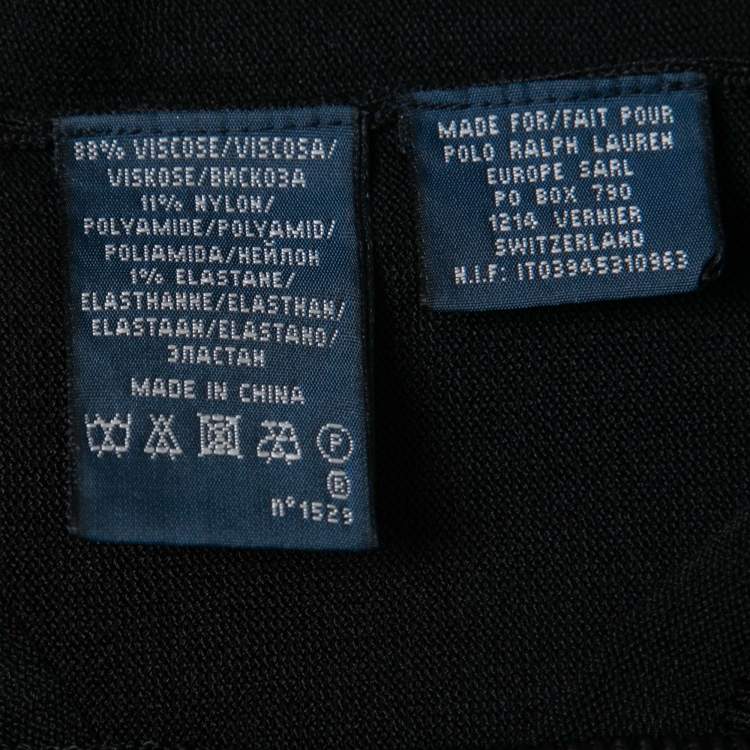 88% VISCOSE/VISCOSA/
VISKOSE/ВИСКОЗА
11% NYLON/
POLYAMIDE/POLYAMID/
POLIAMIDA/НЕЙЛОН
1% ELASTANE/
ELASTHANNE/ELASTHAN/
ELASTAAN/ELASTANO/
ЭЛАСТАН
MADE IN CHINA
P
®
n°1529
MADE FOR/FAIT POUR
POLO RALPH LAUREN
EUROPE SARL
PO BOX 790
1214 VERNIER
SWITZERLAND
N.I.F: IT03945310963